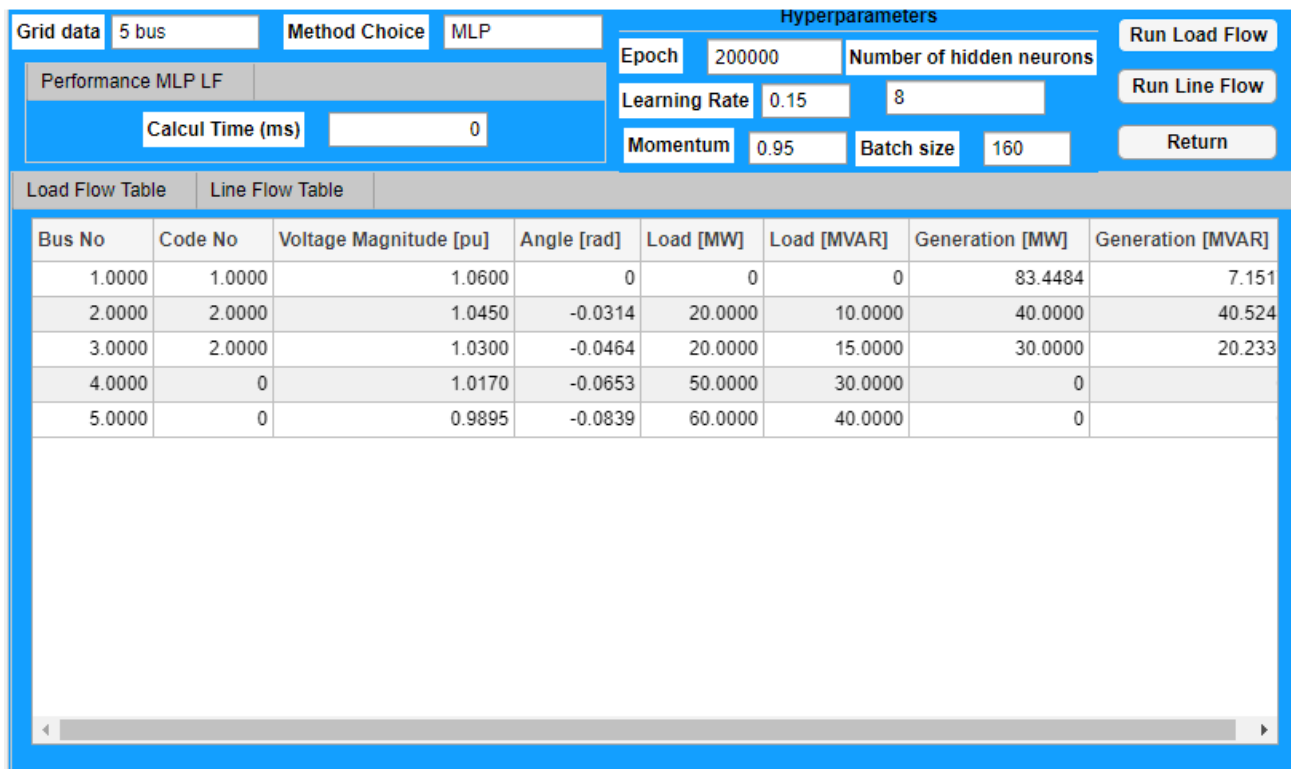 Hyperparameters
Grid data 5 bus Method Choice MLP
Run Load Flow
Epoch 200000 Number of hidden neurons
Performance MLP LF
Run Line Flow
Learning Rate 0.15 8
Calcul Time (ms) 0
Momentum 0.95 Batch size 160
Return
Load Flow Table Line Flow Table
Bus No Code No Voltage Magnitude [pu] Angle [rad] Load [MW] Load [MVAR] Generation [MW] Generation [MVAR]
1.0000 1.0000 1.0600 0 0 0 83.4484 7.151
2.0000 2.0000 1.0450 -0.0314 20.0000 10.0000 40.0000 40.524
3.0000 2.0000 1.0300 -0.0464 20.0000 15.0000 30.0000 20.233
4.0000 0 1.0170 -0.0653 50.0000 30.0000 0
5.0000 0 0.9895 -0.0839 60.0000 40.0000 0